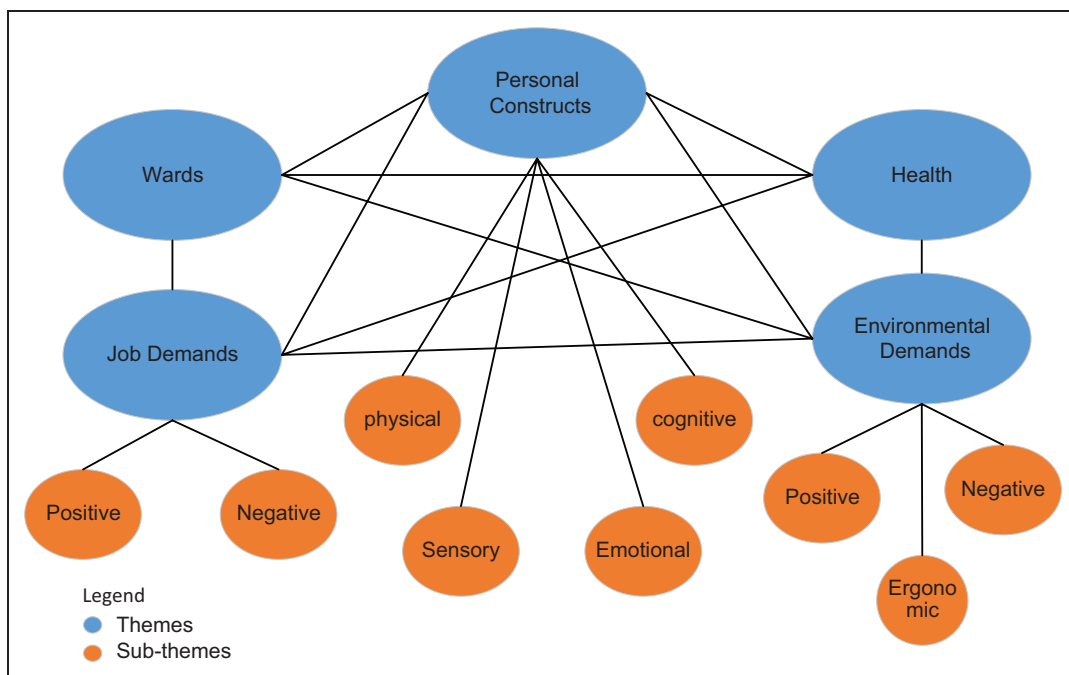 Personal
Constructs
Wards
Health
Job Demands
Environmental
Demands
physical
cognitive
Positive
Negative
Sensory
Emotional
Positive
Negative
Ergono
mic
Legend
Themes
Sub-themes